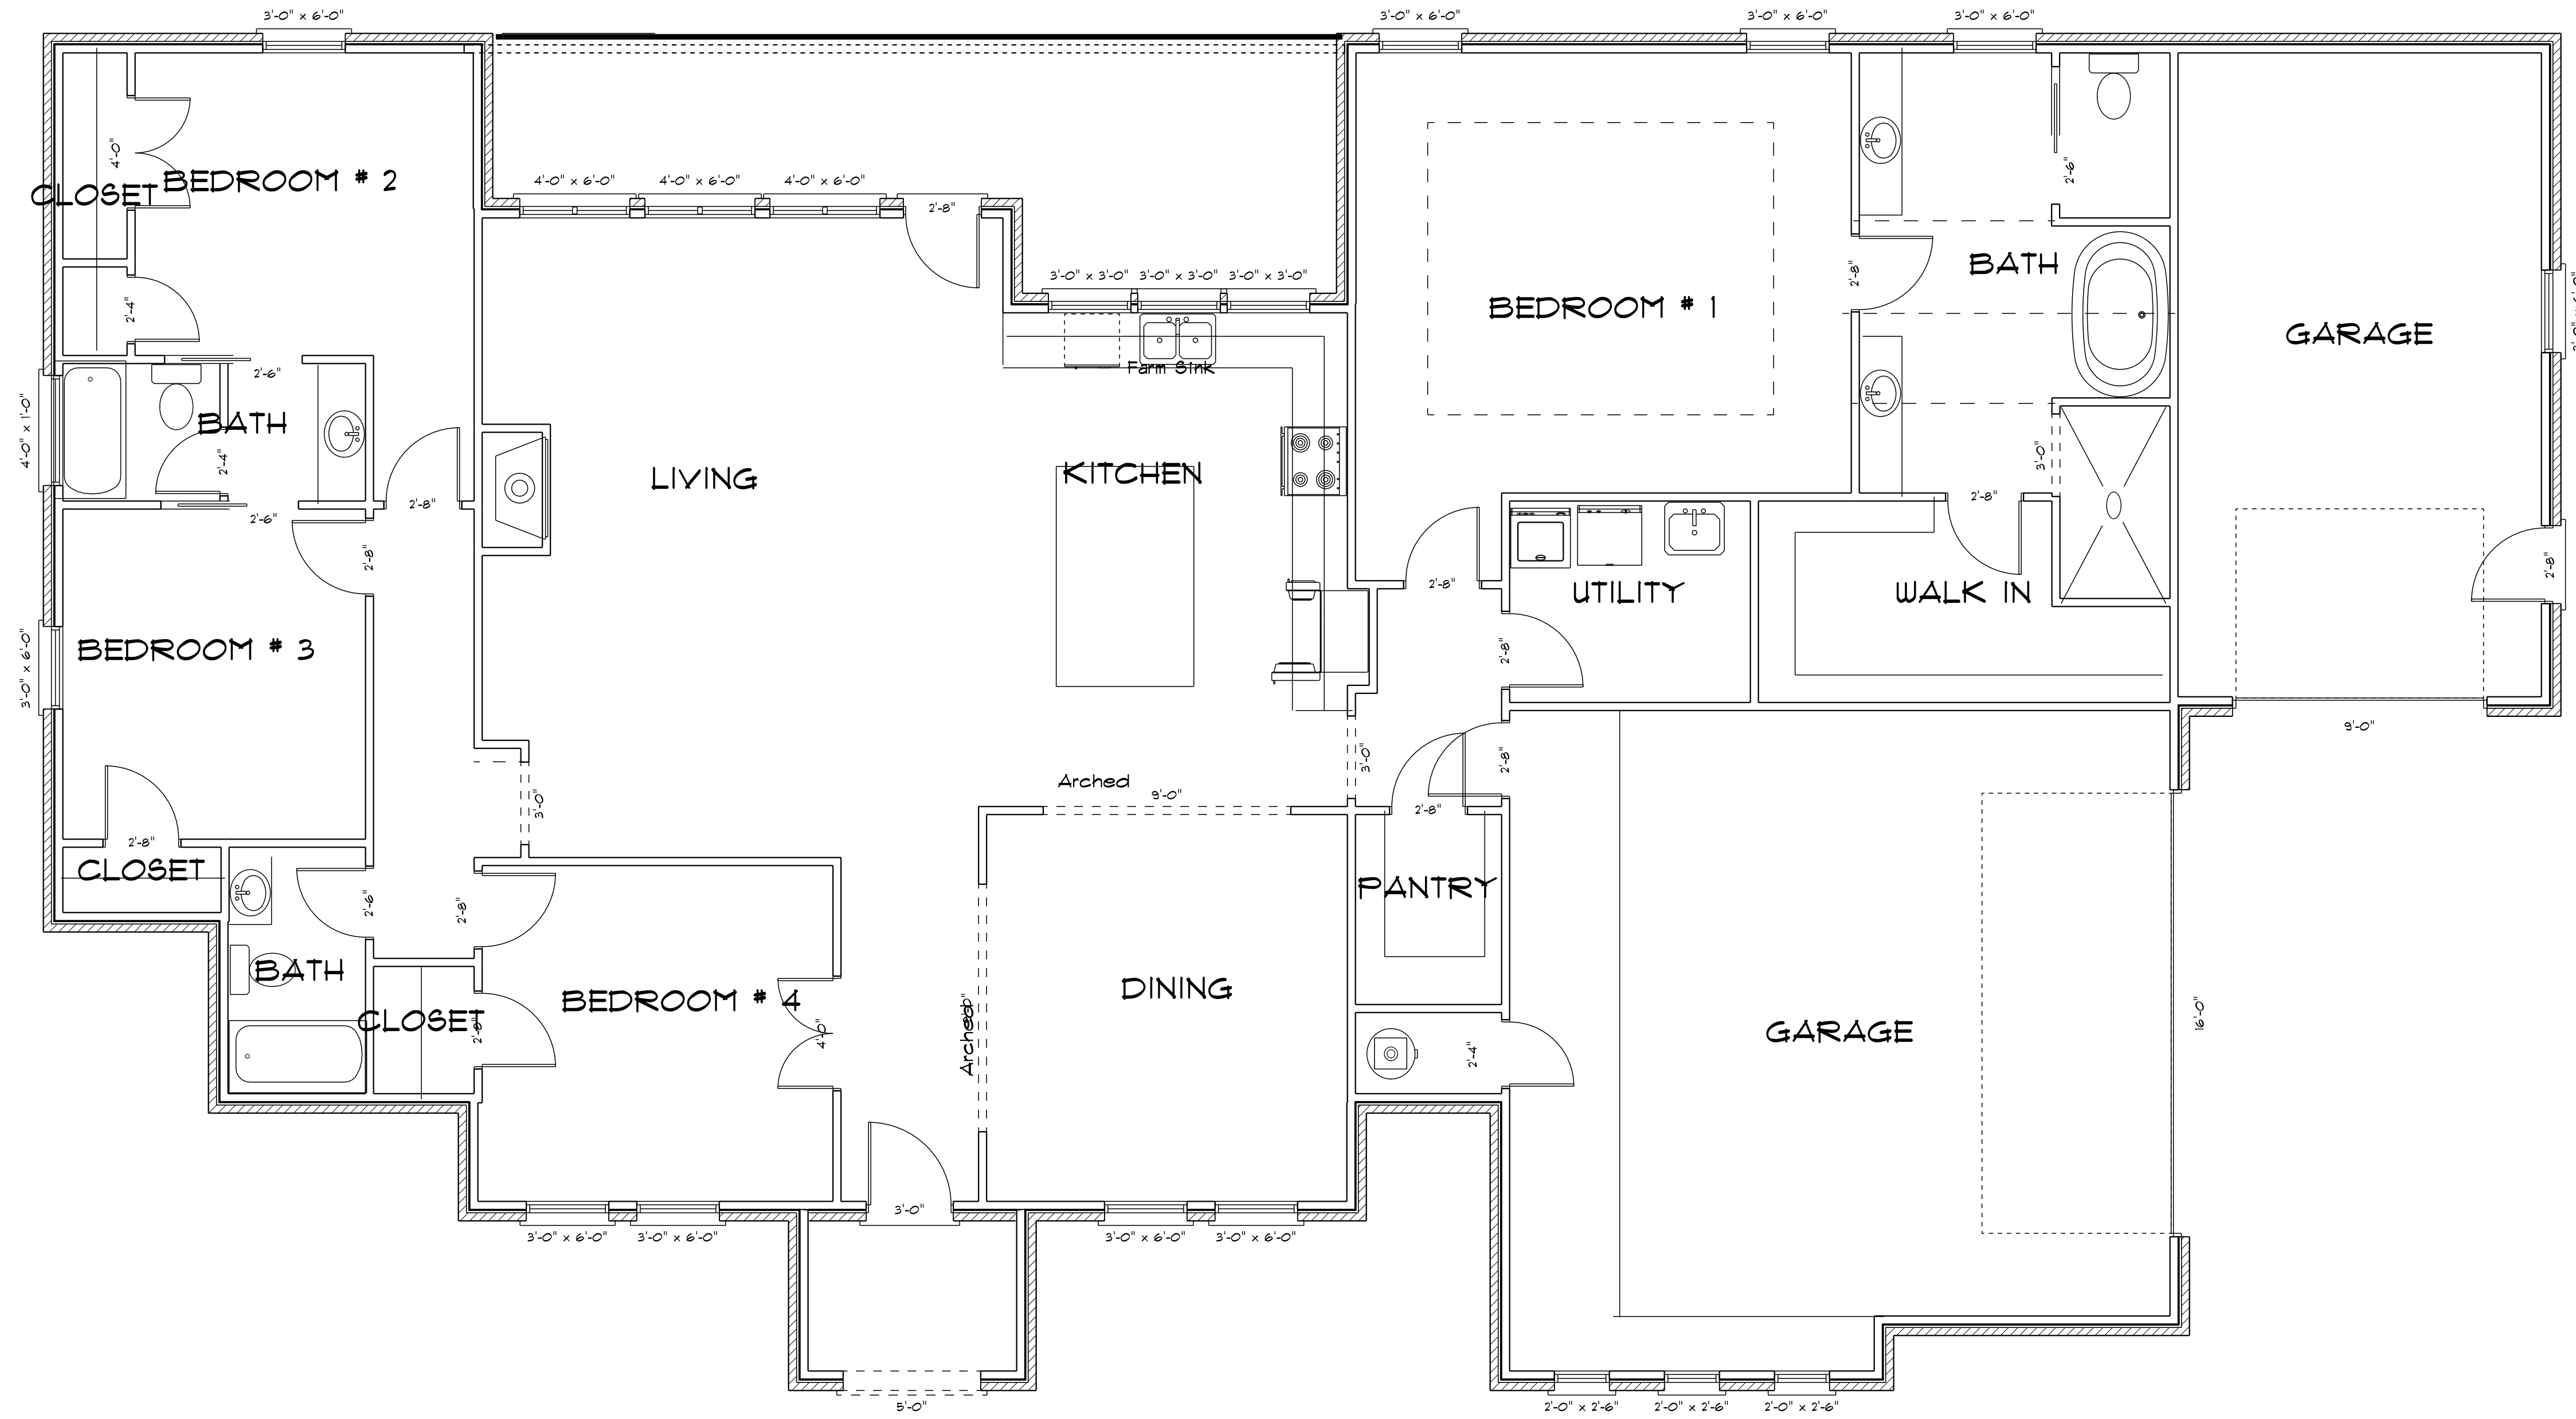 3'-0" x 6'-0"
3'-0" x 6'-0"
3'-0" x 6'-0"
3'-0" x 6'-0"
4'-0"
CLOSET
BEDROOM # 2
4'-0" x 6'-0"
4'-0" x 6'-0"
4'-0" x 6'-0"
2'-8"
2'-6"
3'-0" x 3'-0"
3'-0" x 3'-0"
3'-0" x 3'-0"
2'-8"
BATH
2'-4"
BEDROOM # 1
GARAGE
Farm Sink
2'-6"
4'-0" x 1'-0"
BATH
2'-4"
LIVING
KITCHEN
3'-0"
2'-8"
2'-8"
2'-6"
2'-8"
2'-8"
UTILITY
WALK IN
2'-8"
2'-8"
3'-0" x 6'-0"
BEDROOM # 3
2'-8"
9'-0"
3'-0"
2'-8"
Arched
9'-0"
3'-0"
2'-8"
2'-8"
CLOSET
PANTRY
2'-6"
2'-8"
BATH
DINING
BEDROOM # 4
CLOSET
2'-8"
4'-0"
Arched
2'-4"
GARAGE
16'-0"
3'-0"
3'-0" x 6'-0"
3'-0" x 6'-0"
3'-0" x 6'-0"
3'-0" x 6'-0"
5'-0"
2'-0" x 2'-6"
2'-0" x 2'-6"
2'-0" x 2'-6"